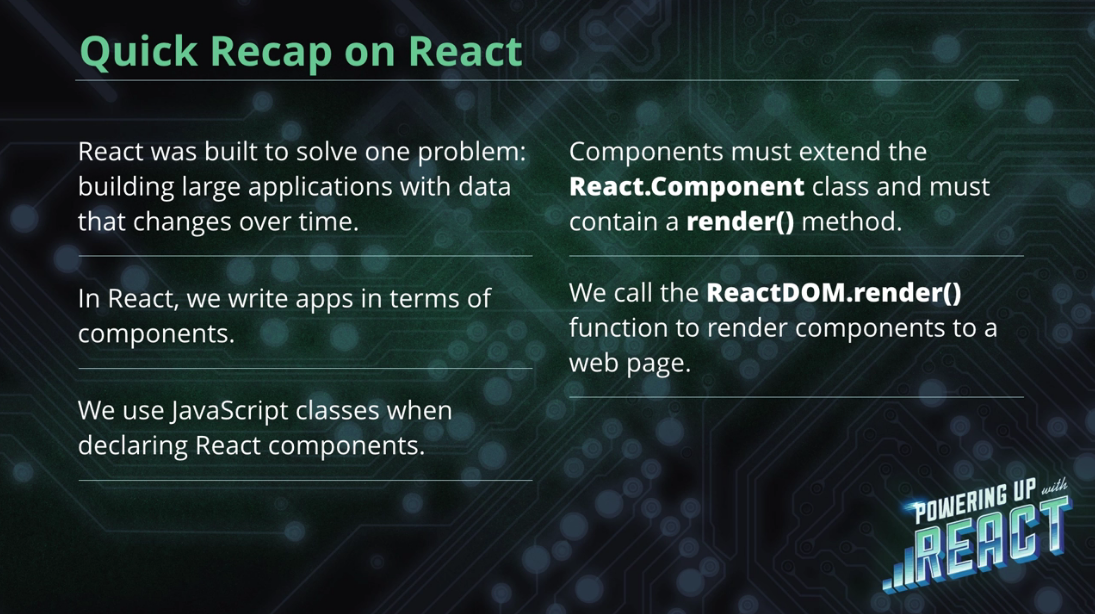 Quick Recap on React
React was built to solve one problem:
building large applications with data
that changes over time.
In React, we write apps in terms of
components.
We use JavaScript classes when
declaring React components.
Components must extend the
React.Component class and must
contain a render() method.
We call the ReactDOM.render()
function to render components to a
web page.
POWERING UP with
REACT